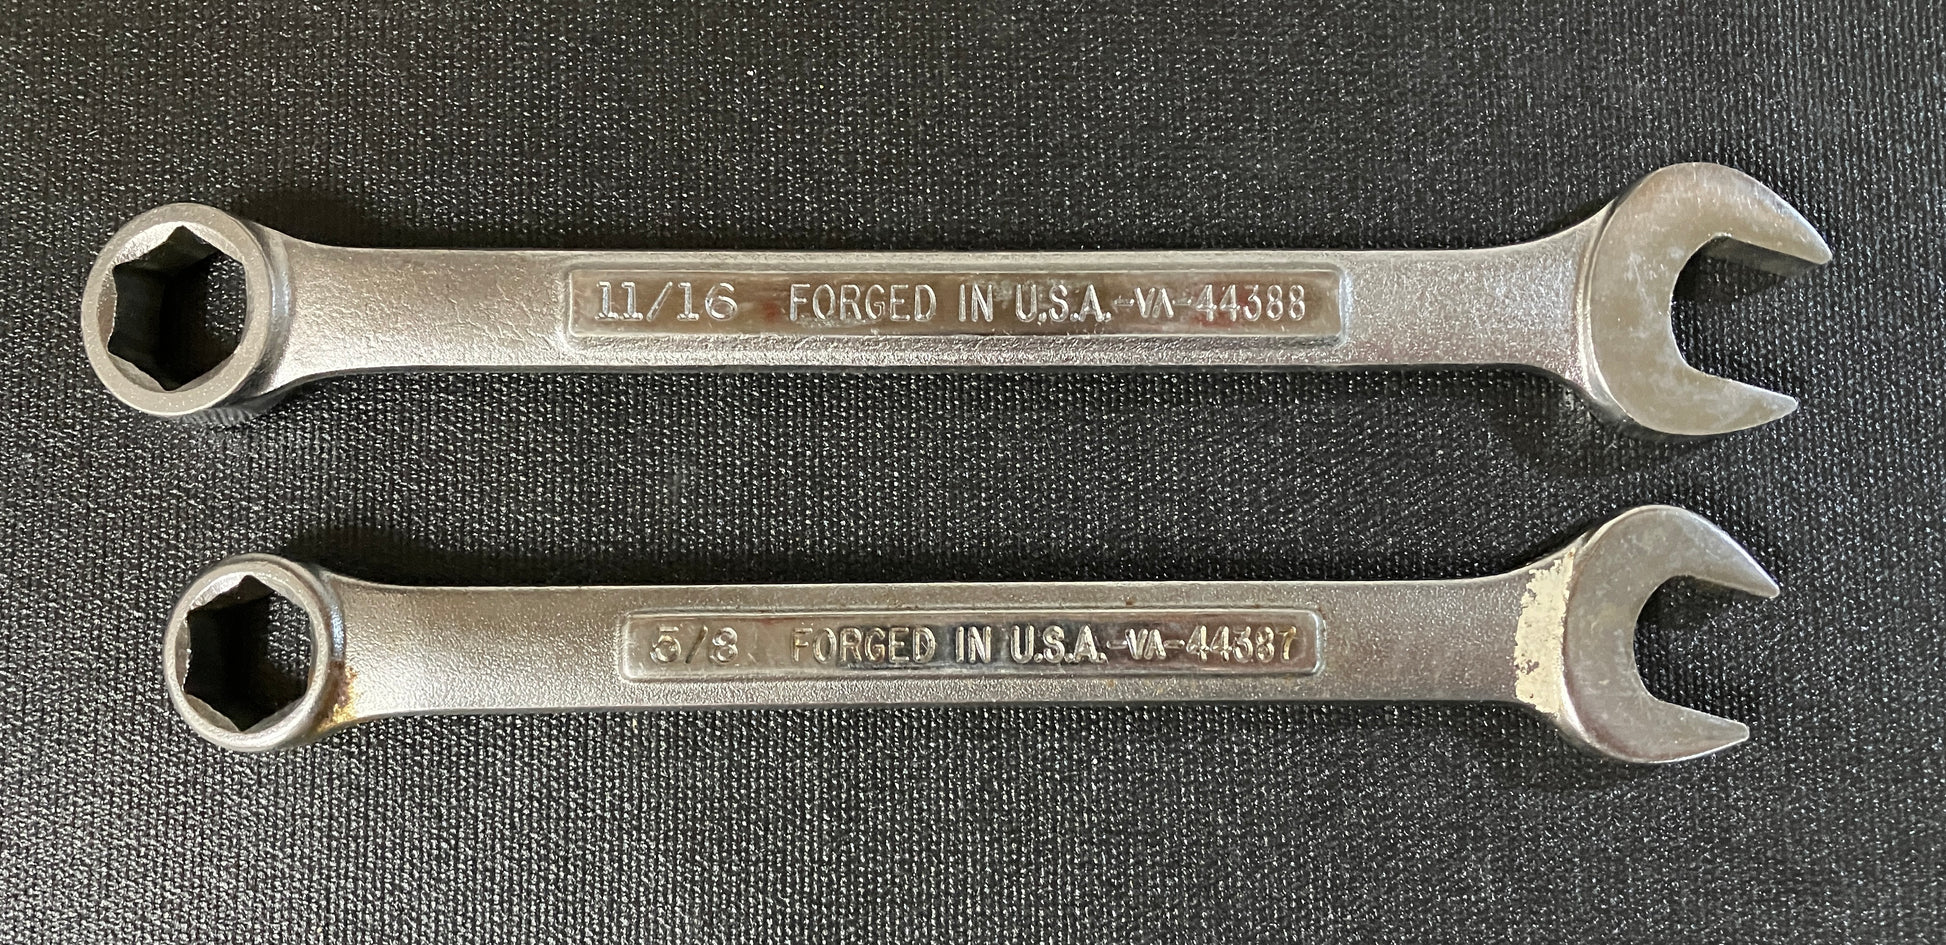 11/16 FORGED IN U.S.A.-VA-44388
5/8 FORGED IN U.S.A.-VA-44387